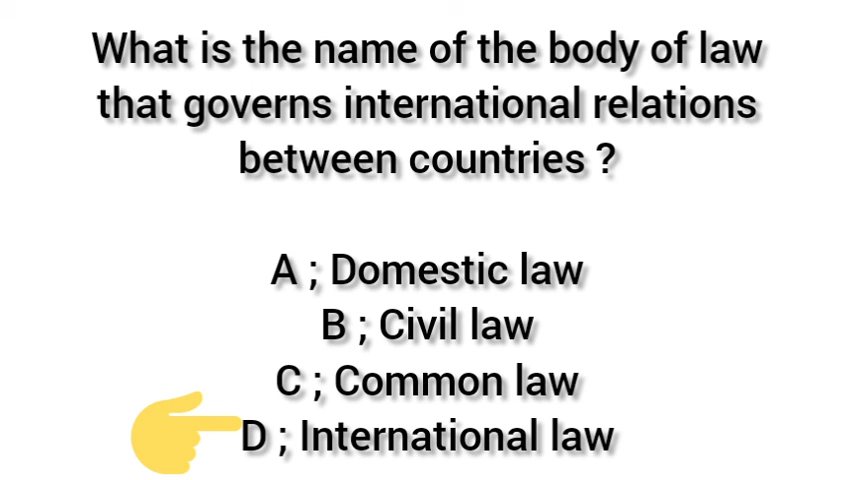 What is the name of the body of law
that governs international relations
between countries ?
A ; Domestic law
B ; Civil law
C ; Common law
D ; International law